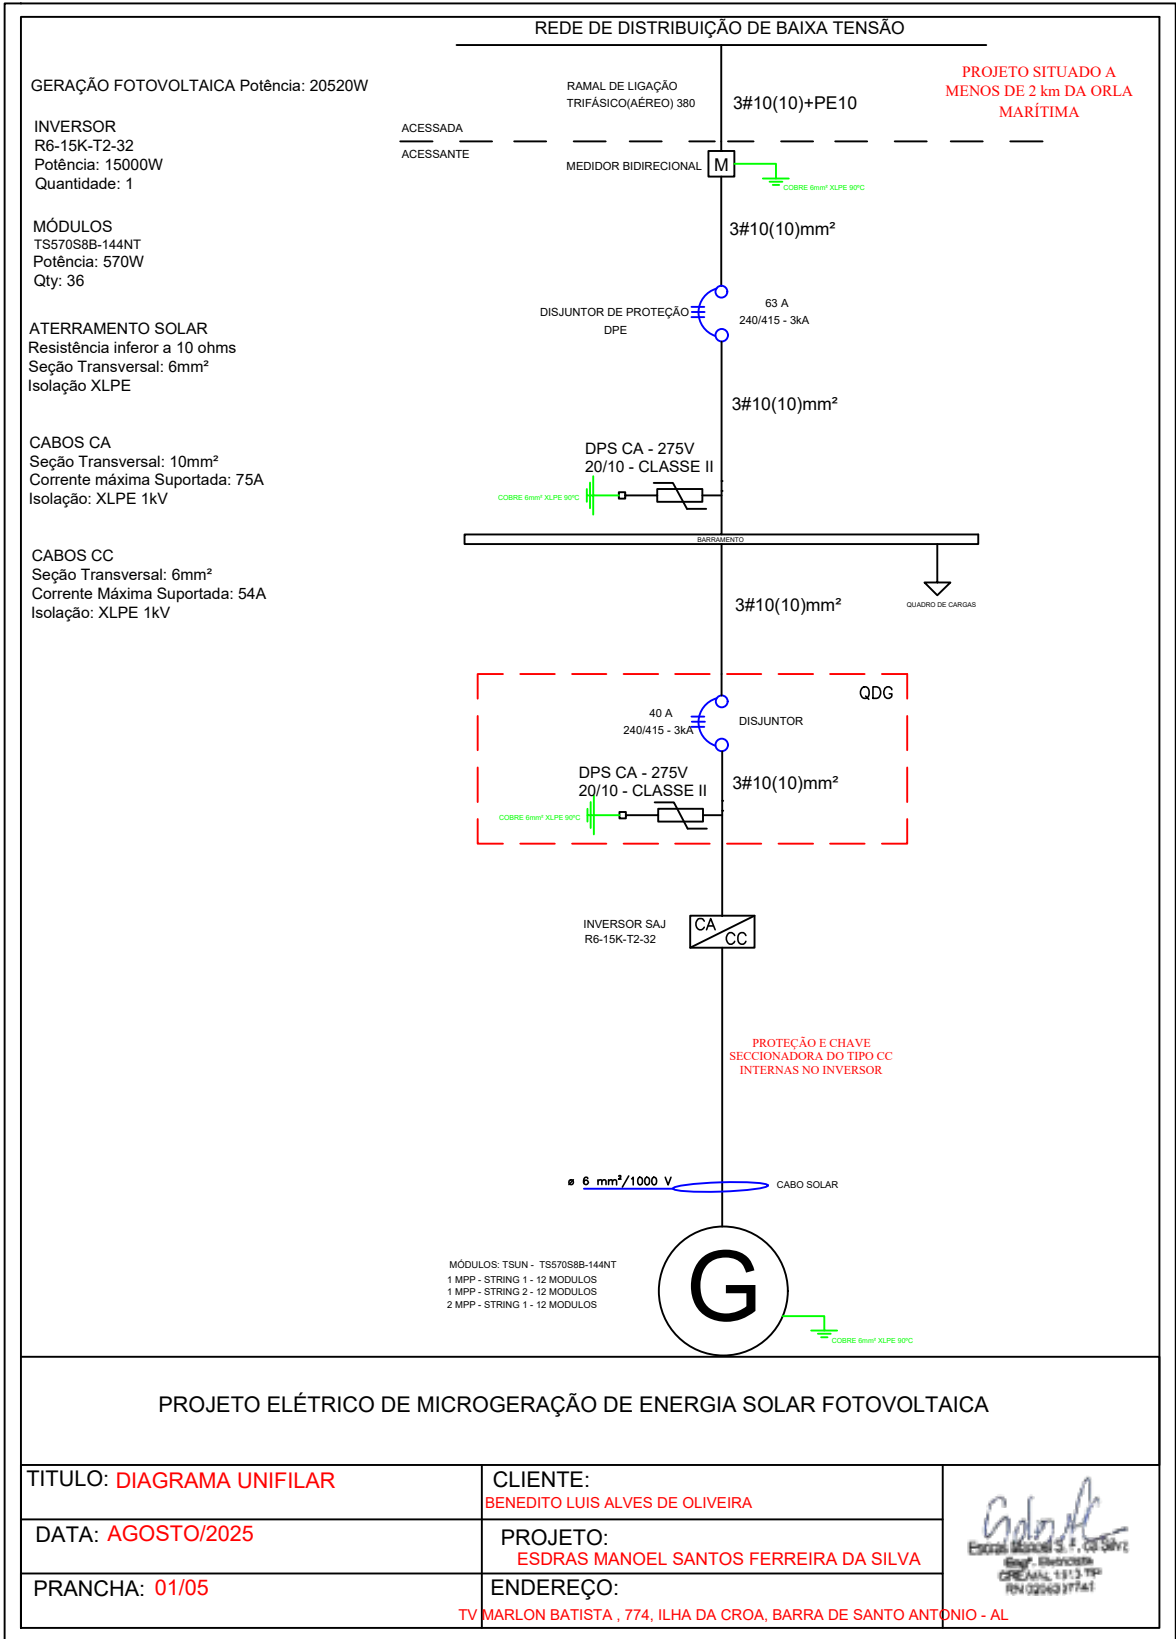 REDE DE DISTRIBUIÇÃO DE BAIXA TENSÃO
GERAÇÃO FOTOVOLTAICA Potência: 20520W
INVERSOR
R6-15K-T2-32
Potência: 15000W
Quantidade: 1
MÓDULOS
TS570S8B-144NT
Potência: 570W
Qty: 36
ATERRAMENTO SOLAR
Resistência inferior a 10 ohms
Seção Transversal: 6mm²
Isolação XLPE
CABOS CA
Seção Transversal: 10mm²
Corrente máxima Suportada: 75A
Isolação: XLPE 1kV
CABOS CC
Seção Transversal: 6mm²
Corrente Máxima Suportada: 54A
Isolação: XLPE 1kV
RAMAL DE LIGAÇÃO
TRIFÁSICO(AÉREO) 380
3#10(10)+PE10
PROJETO SITUADO A
MENOS DE 2 km DA ORLA
MARÍTIMA
ACESSADA
ACESSANTE
MEDIDOR BIDIRECIONAL
M
COBRE 6mm² XLPE 90ºC
3#10(10)mm²
DISJUNTOR DE PROTEÇÃO
DPE
63 A
240/415 - 3kA
3#10(10)mm²
DPS CA - 275V
20/10 - CLASSE II
COBRE 6mm² XLPE 90ºC
BARRAMENTO
QUADRO DE CARGAS
3#10(10)mm²
QDG
40 A
240/415 - 3kA
DISJUNTOR
DPS CA - 275V
20/10 - CLASSE II
3#10(10)mm²
COBRE 6mm² XLPE 90ºC
INVERSOR SAJ
R6-15K-T2-32
CA
CC
PROTEÇÃO E CHAVE
SECCIONADORA DO TIPO CC
INTERNAS NO INVERSOR
ø 6 mm²/1000 V
CABO SOLAR
MÓDULOS: TSUN - TS570S8B-144NT
1 MPP - STRING 1 - 12 MODULOS
1 MPP - STRING 2 - 12 MODULOS
2 MPP - STRING 1 - 12 MODULOS
G
COBRE 6mm² XLPE 90ºC
PROJETO ELÉTRICO DE MICROGERAÇÃO DE ENERGIA SOLAR FOTOVOLTAICA
TITULO: DIAGRAMA UNIFILAR
CLIENTE:
BENEDITO LUIS ALVES DE OLIVEIRA
DATA: AGOSTO/2025
PROJETO:
ESDRAS MANOEL SANTOS FERREIRA DA SILVA
PRANCHA: 01/05
ENDEREÇO:
TV MARLON BATISTA , 774, ILHA DA CROA, BARRA DE SANTO ANTONIO - AL
Esdras Manoel S. F. da Silva
Engº. Eletricista